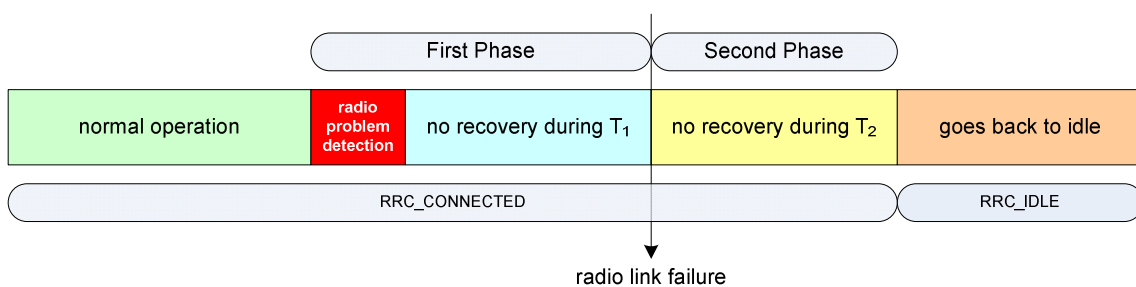 First Phase
Second Phase
normal operation
radio
problem
detection
no recovery during T₁
no recovery during T₂
goes back to idle
RRC_CONNECTED
RRC_IDLE
radio link failure